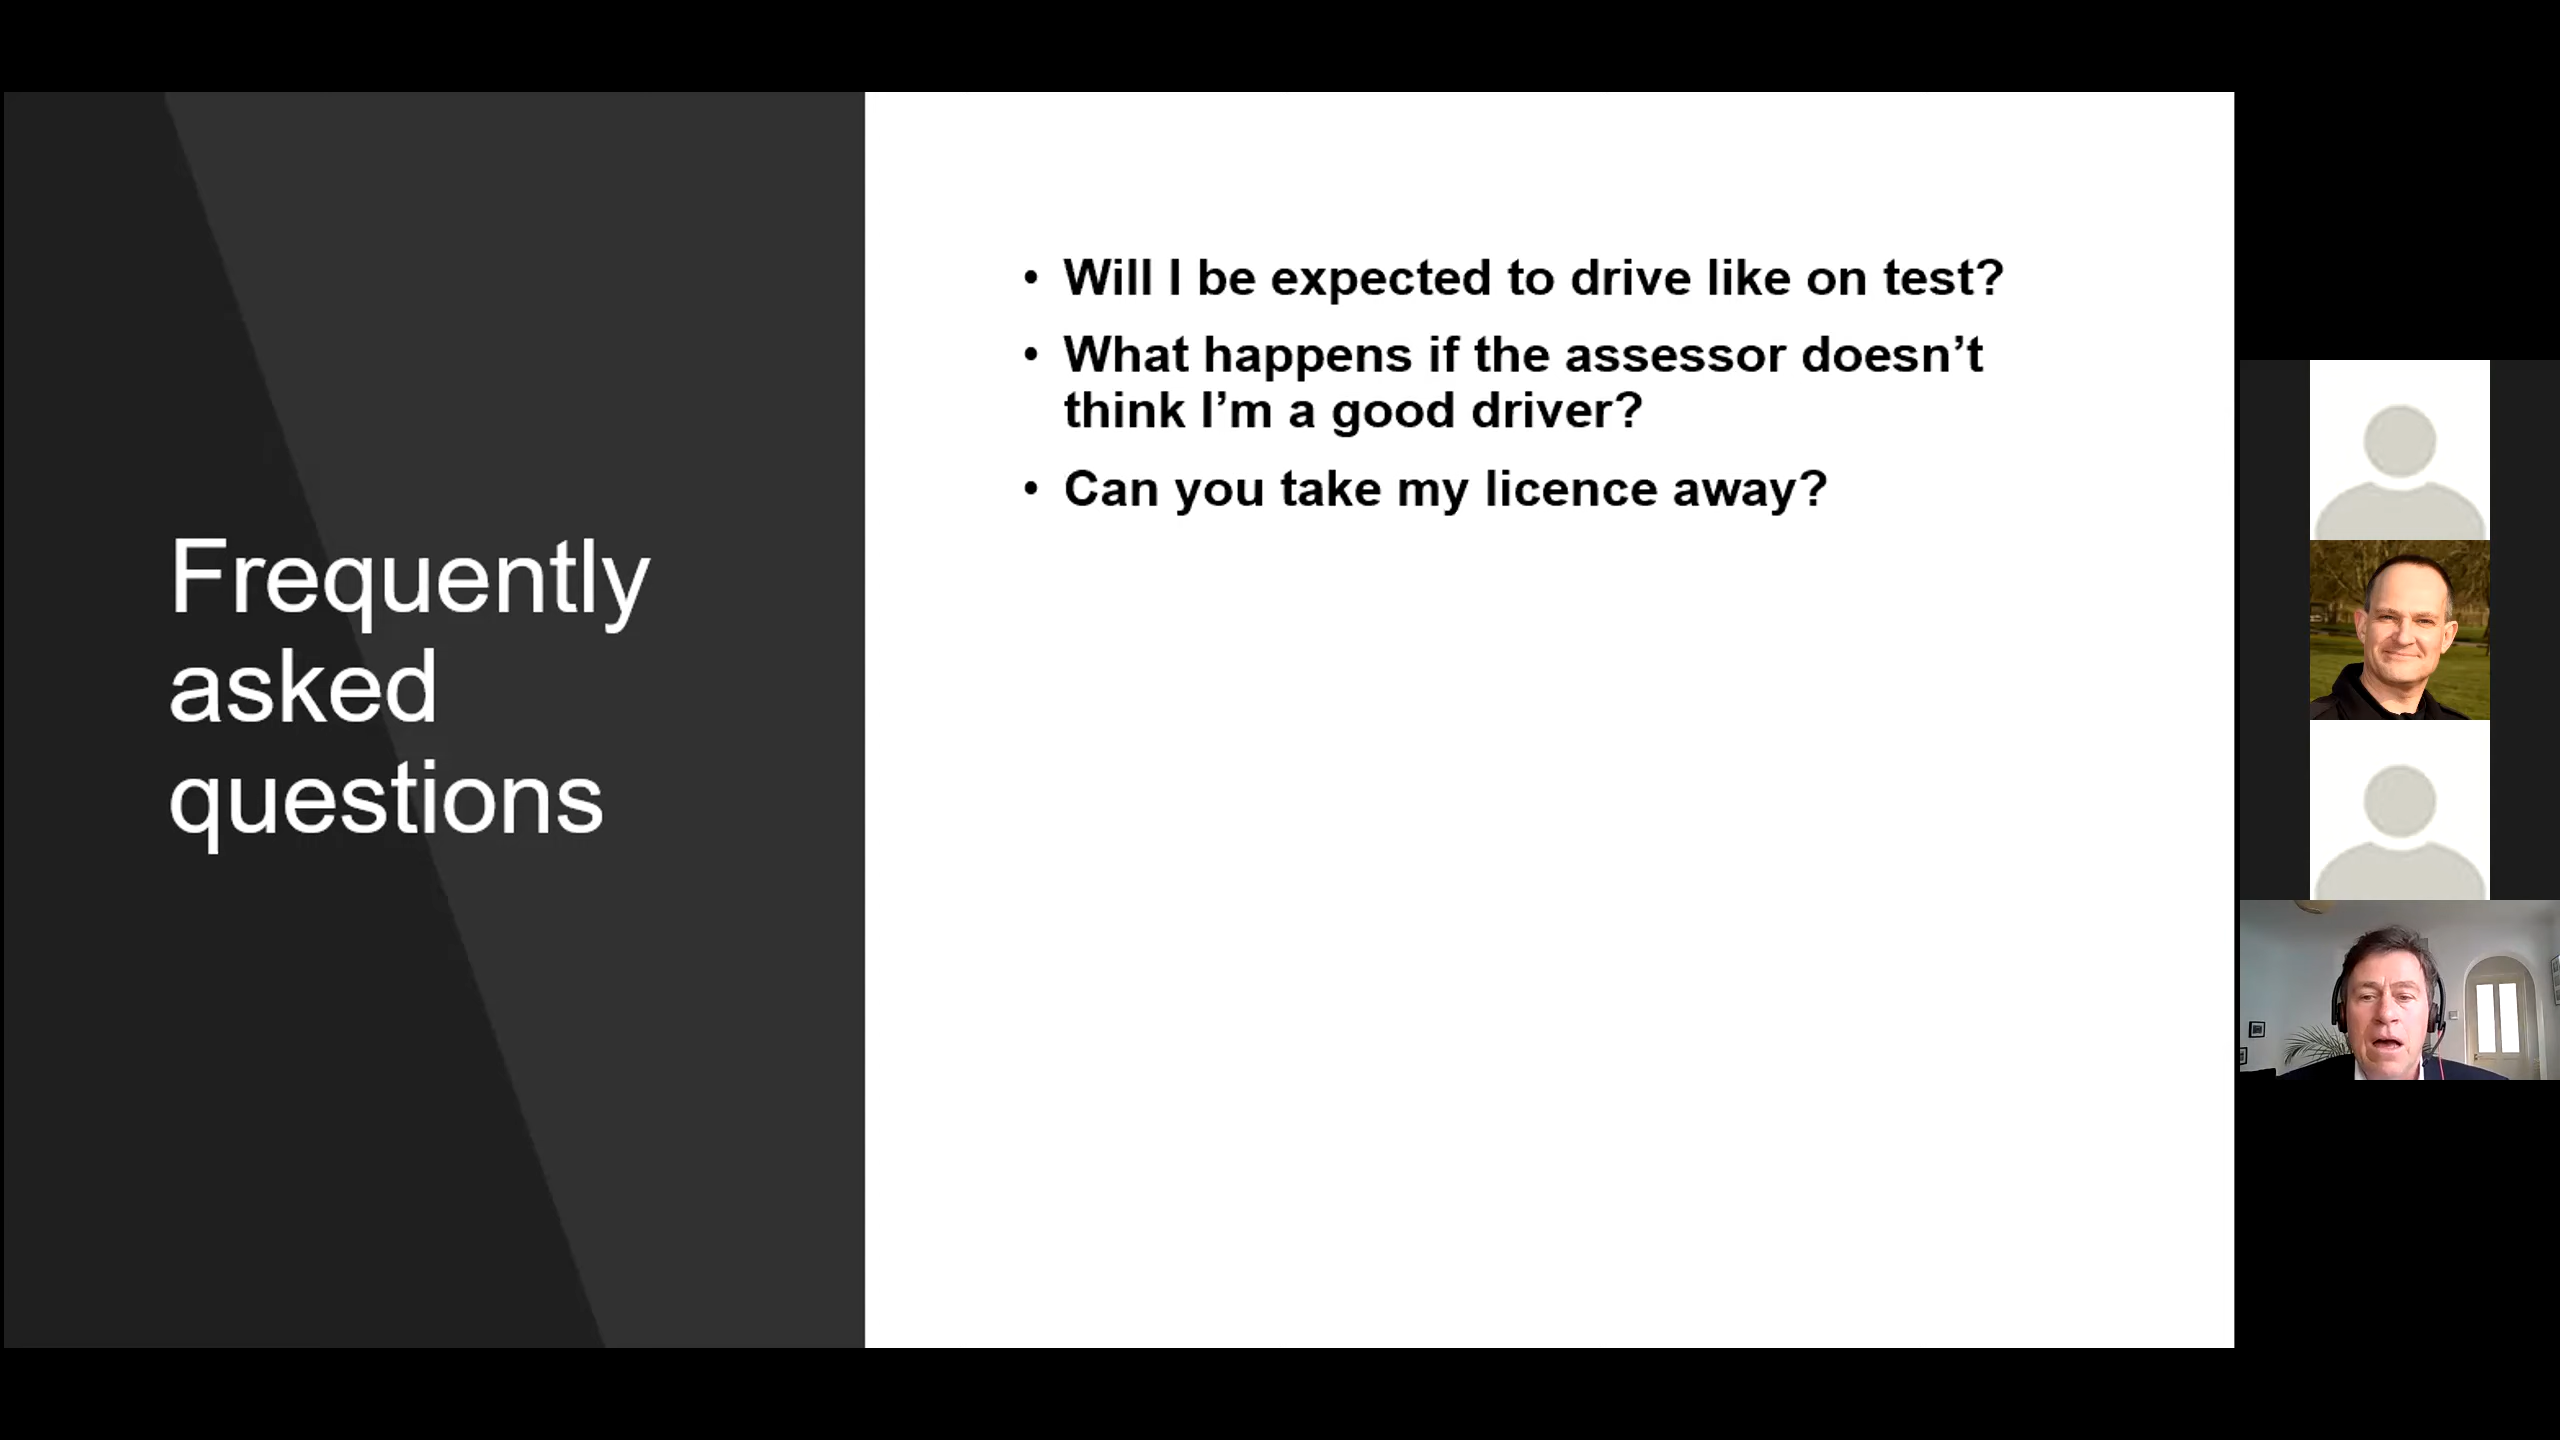 Frequently
asked
questions
• Will I be expected to drive like on test?
• What happens if the assessor doesn’t
think I’m a good driver?
• Can you take my licence away?